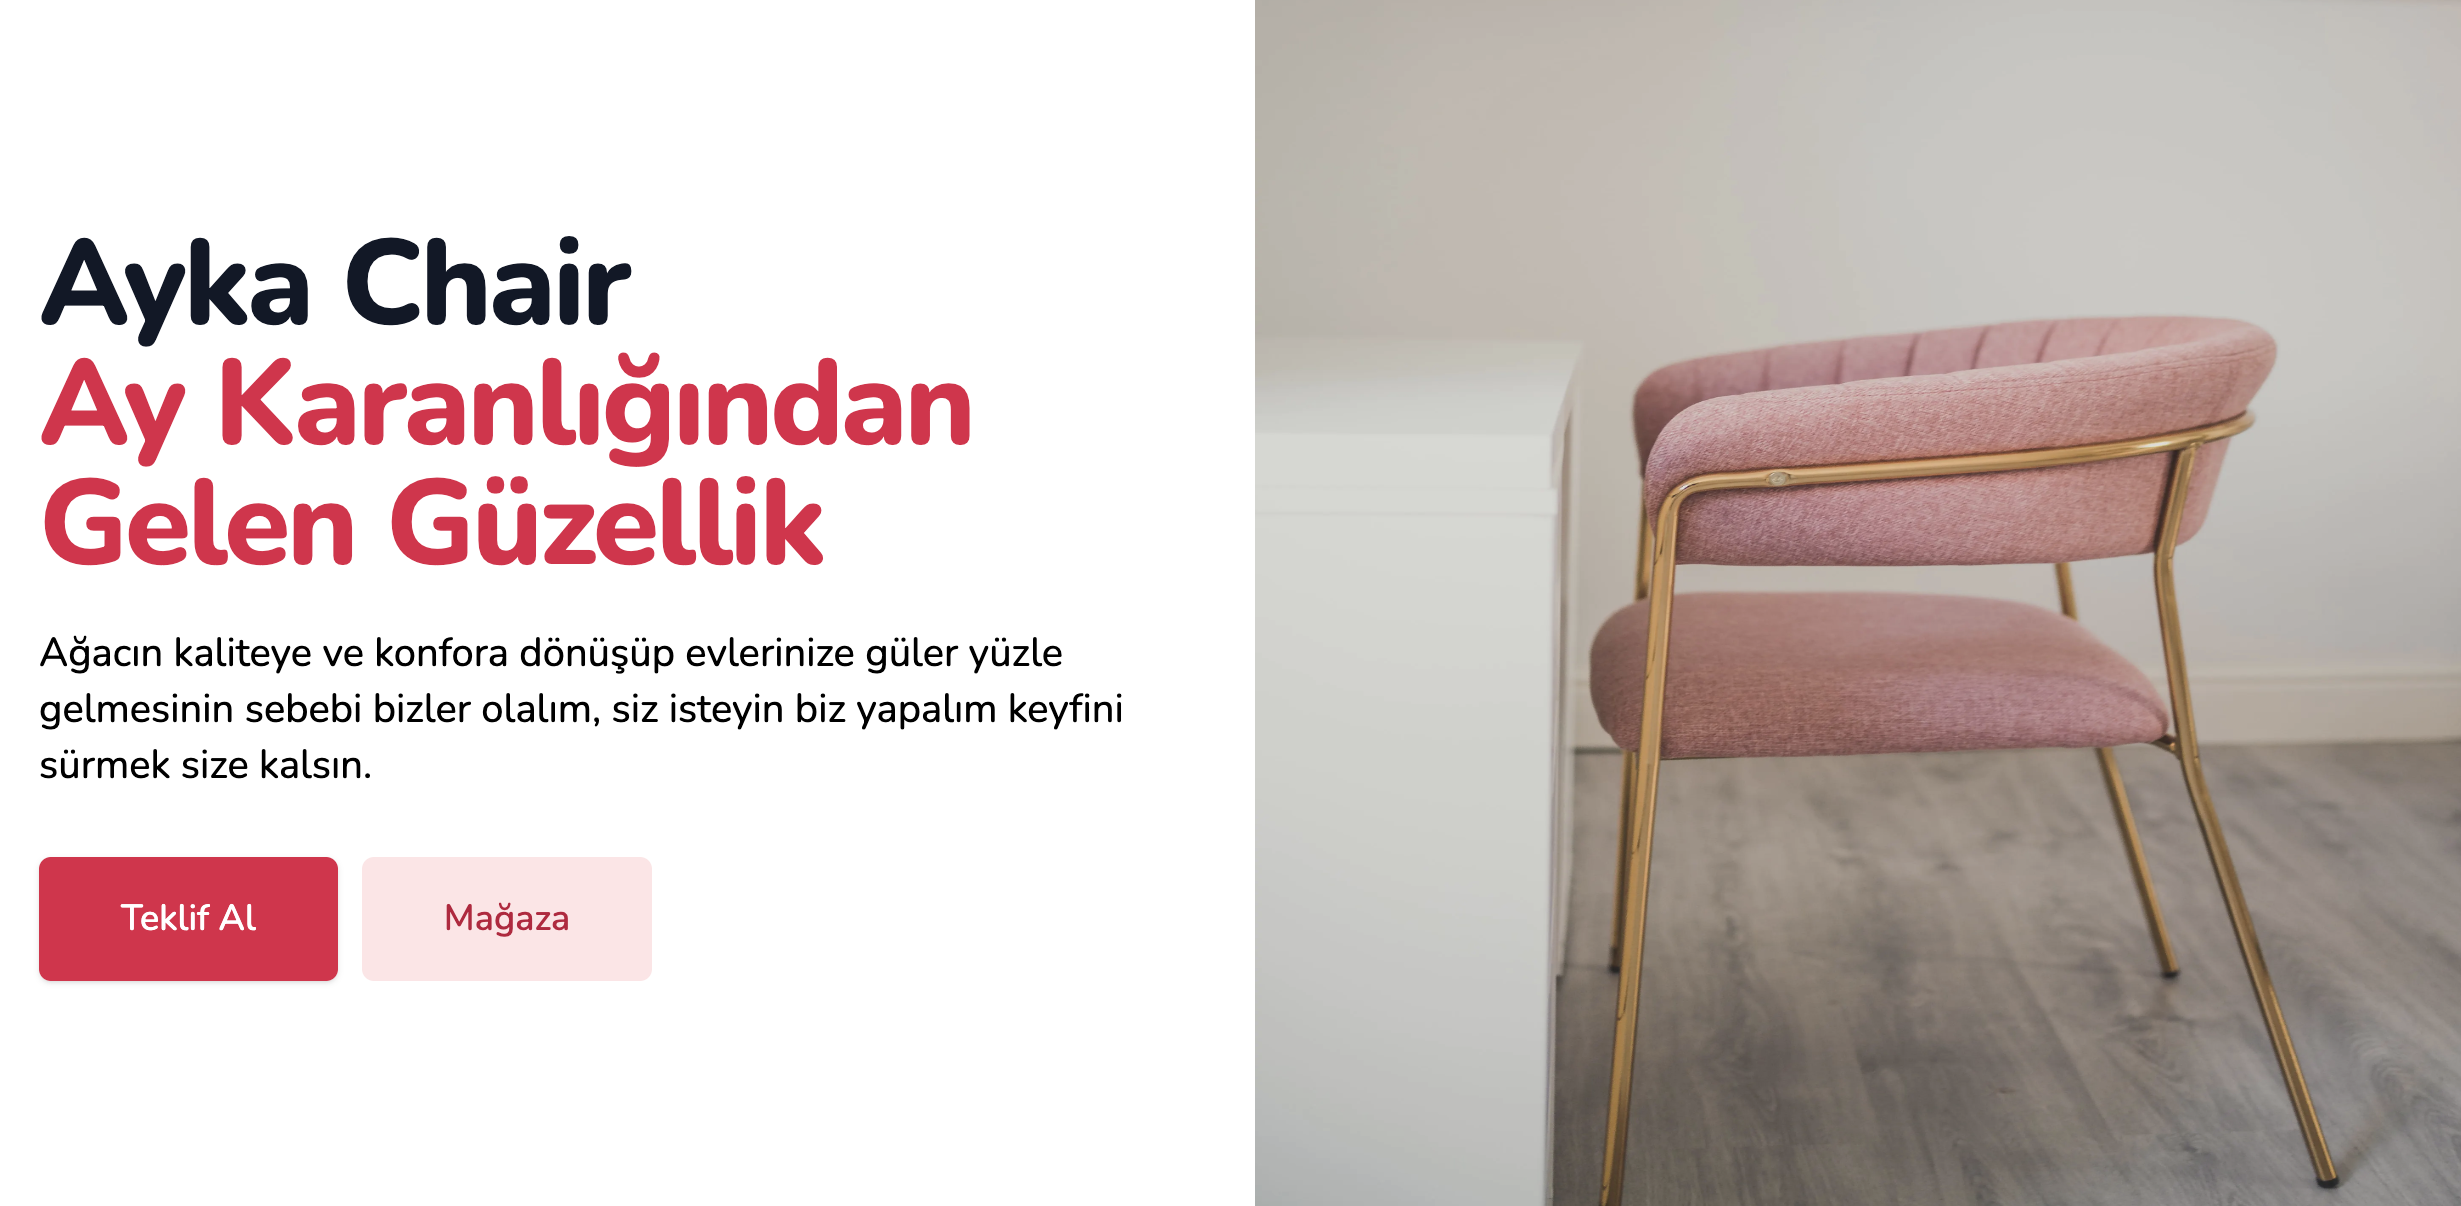 Ayka Chair
Ay Karanlığından
Gelen Güzellik
Ağacın kaliteye ve konfora dönüşüp evlerinize güler yüzle
gelmesinin sebebi bizler olalım, siz isteyin biz yapalım keyfini
sürmek size kalsın.
Teklif Al
Mağaza